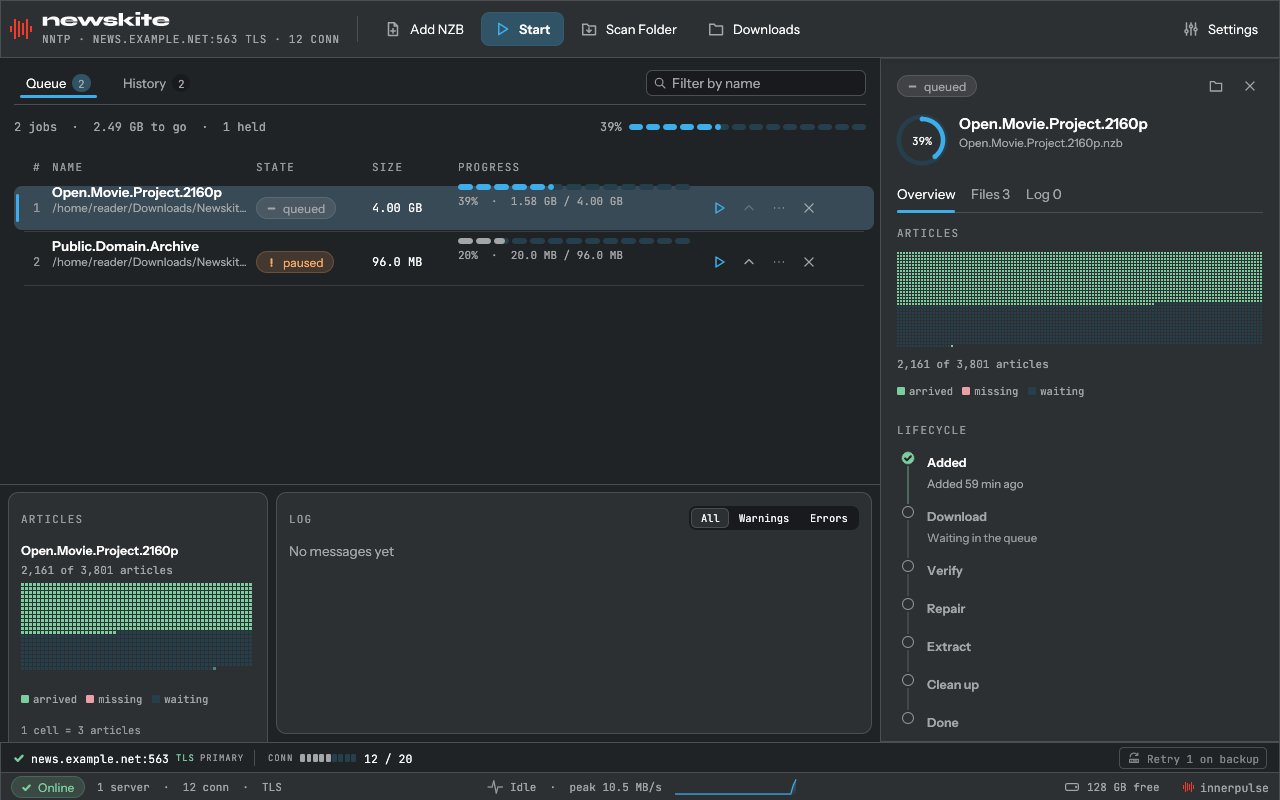 newskite
NNTP · NEWS.EXAMPLE.NET:563 TLS · 12 CONN
Add NZB
Start
Scan Folder
Downloads
Settings
Queue 2
History 2
Filter by name
2 jobs · 2.49 GB to go · 1 held
39%
# NAME STATE SIZE PROGRESS
Open.Movie.Project.2160p
1 /home/reader/Downloads/Newskit… – queued 4.00 GB 39% · 1.58 GB / 4.00 GB
Public.Domain.Archive
2 /home/reader/Downloads/Newskit… ! paused 96.0 MB 20% · 20.0 MB / 96.0 MB
ARTICLES
Open.Movie.Project.2160p
2,161 of 3,801 articles
arrived missing waiting
1 cell = 3 articles
LOG
All Warnings Errors
No messages yet
– queued
39%
Open.Movie.Project.2160p
Open.Movie.Project.2160p.nzb
Overview Files 3 Log 0
ARTICLES
2,161 of 3,801 articles
arrived missing waiting
LIFECYCLE
Added
Added 59 min ago
Download
Waiting in the queue
Verify
Repair
Extract
Clean up
Done
news.example.net:563 TLS PRIMARY CONN 12 / 20
Retry 1 on backup
Online 1 server · 12 conn · TLS
Idle · peak 10.5 MB/s
128 GB free
innerpulse